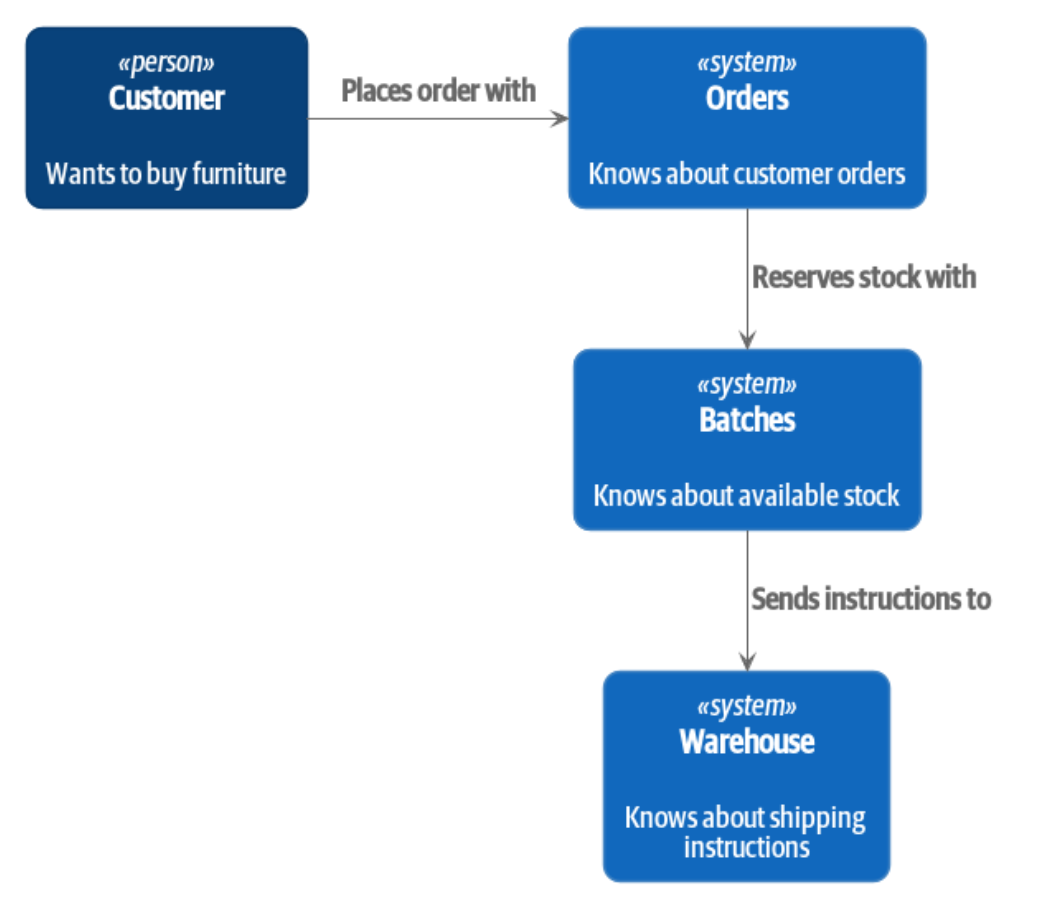 «person»
Customer
Wants to buy furniture
Places order with
«system»
Orders
Knows about customer orders
Reserves stock with
«system»
Batches
Knows about available stock
Sends instructions to
«system»
Warehouse
Knows about shipping
instructions